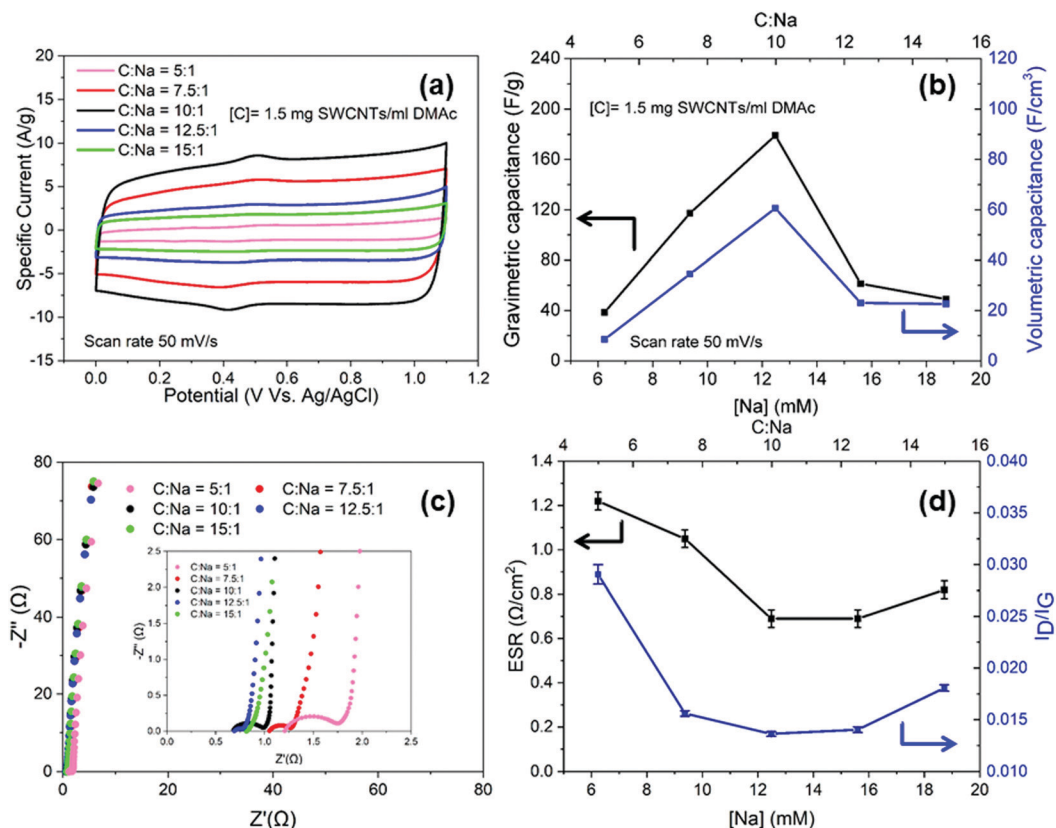 (a)
C:Na = 5:1
C:Na = 7.5:1
C:Na = 10:1
C:Na = 12.5:1
C:Na = 15:1
[C]= 1.5 mg SWCNTs/ml DMAc
Scan rate 50 mV/s
Specific Current (A/g)
20
15
10
5
0
-5
-10
-15
0.0 0.2 0.4 0.6 0.8 1.0 1.2
Potential (V Vs. Ag/AgCl)
C:Na
4 6 8 10 12 14 16
(b)
[C]= 1.5 mg SWCNTs/ml DMAc
Scan rate 50 mV/s
Gravimetric capacitance (F/g)
240
200
160
120
80
40
0
Volumetric capacitance (F/cm³)
120
100
80
60
40
20
0
6 8 10 12 14 16 18 20
[Na] (mM)
(c)
C:Na = 5:1 C:Na = 7.5:1
C:Na = 10:1 C:Na = 12.5:1
C:Na = 15:1
-Z'' (Ω)
80
60
40
20
0
0 20 40 60 80
Z'(Ω)
C:Na = 5:1
C:Na = 7.5:1
C:Na = 10:1
C:Na = 12.5:1
C:Na = 15:1
-Z'' (Ω)
2.5
2.0
1.5
1.0
0.5
0.0
0.0 0.5 1.0 1.5 2.0 2.5
Z'(Ω)
C:Na
4 6 8 10 12 14 16
(d)
ESR (Ω/cm²)
1.4
1.2
1.0
0.8
0.6
0.4
0.2
0.0
I_D/I_G
0.040
0.035
0.030
0.025
0.020
0.015
0.010
6 8 10 12 14 16 18 20
[Na] (mM)